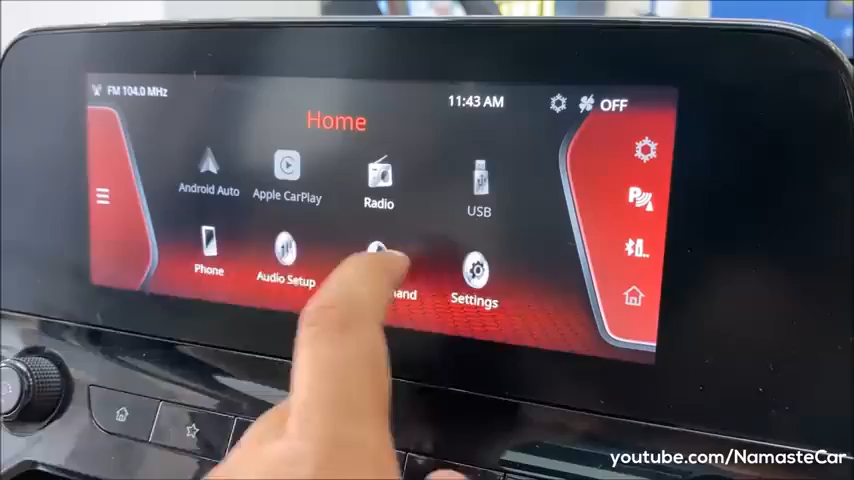 FM 104.0 MHz
11:43 AM
OFF
Home
Android Auto
Apple CarPlay
Radio
USB
Phone
Audio Setup
Settings
youtube.com/NamasteCar